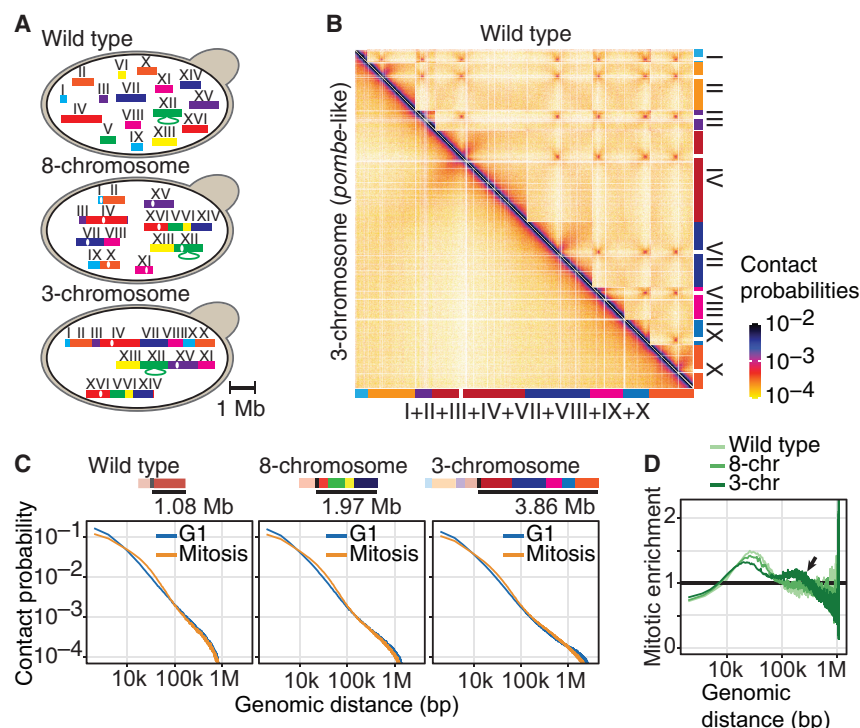 A
Wild type
I II III IV V VI VII VIII IX X XI XII XIII XIV XV XVI
8-chromosome
I II XV
III IV XVI V VI XIV
VII VIII XIII XII
IX X XI
3-chromosome
I II III IV VII VIII IX X
XIII XII XV XI
XVI V VI XIV
1 Mb
B
Wild type
3-chromosome (pombe-like)
I
II
III
IV
VII
V
VIII
IX
X
I+II+III+IV+VII+VIII+IX+X
Contact
probabilities
10-2
10-3
10-4
C
Wild type 8-chromosome 3-chromosome
1.08 Mb 1.97 Mb 3.86 Mb
G1 G1 G1
Mitosis Mitosis Mitosis
Contact probability
10-1
10-2
10-3
10-4
10k 100k 1M 10k 100k 1M 10k 100k 1M
Genomic distance (bp)
D
Wild type
8-chr
3-chr
Mitotic enrichment
2
1
0
10k 100k 1M
Genomic
distance (bp)